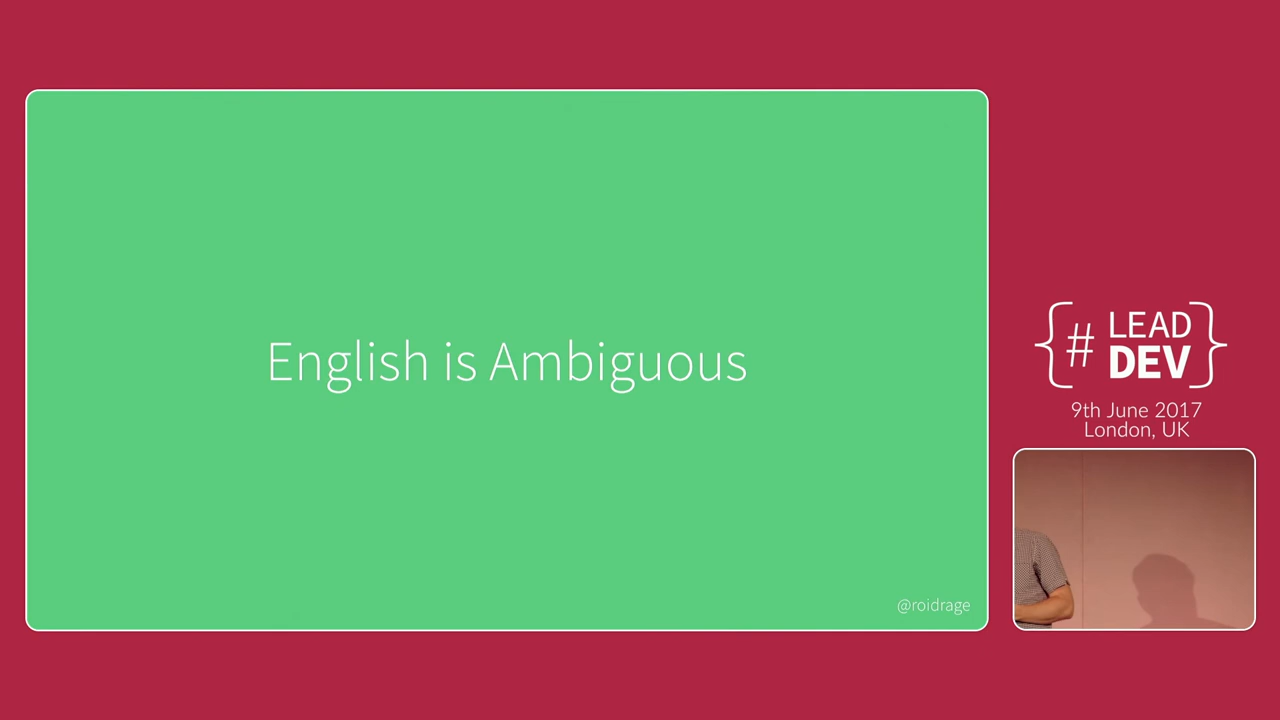 English is Ambiguous
@roidrage
# LEAD
DEV
9th June 2017
London, UK